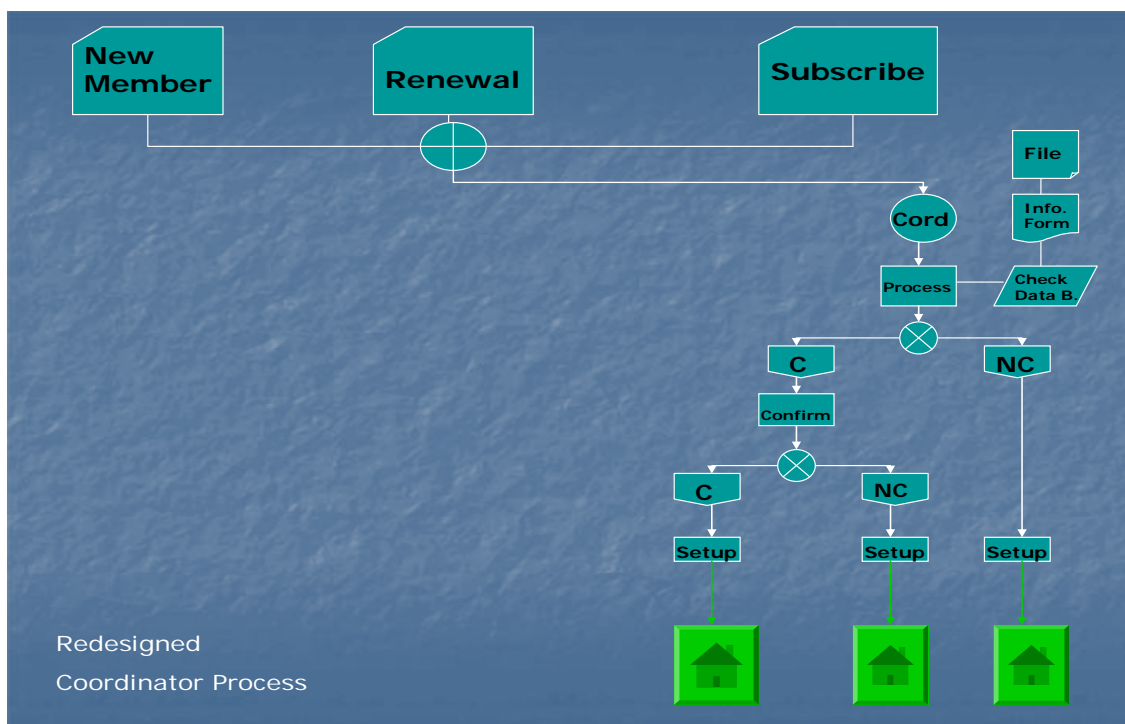 New
Member
Renewal
Subscribe
File
Cord
Info.
Form
Process
Check
Data B.
C
NC
Confirm
C
NC
Setup
Setup
Setup
Redesigned
Coordinator Process